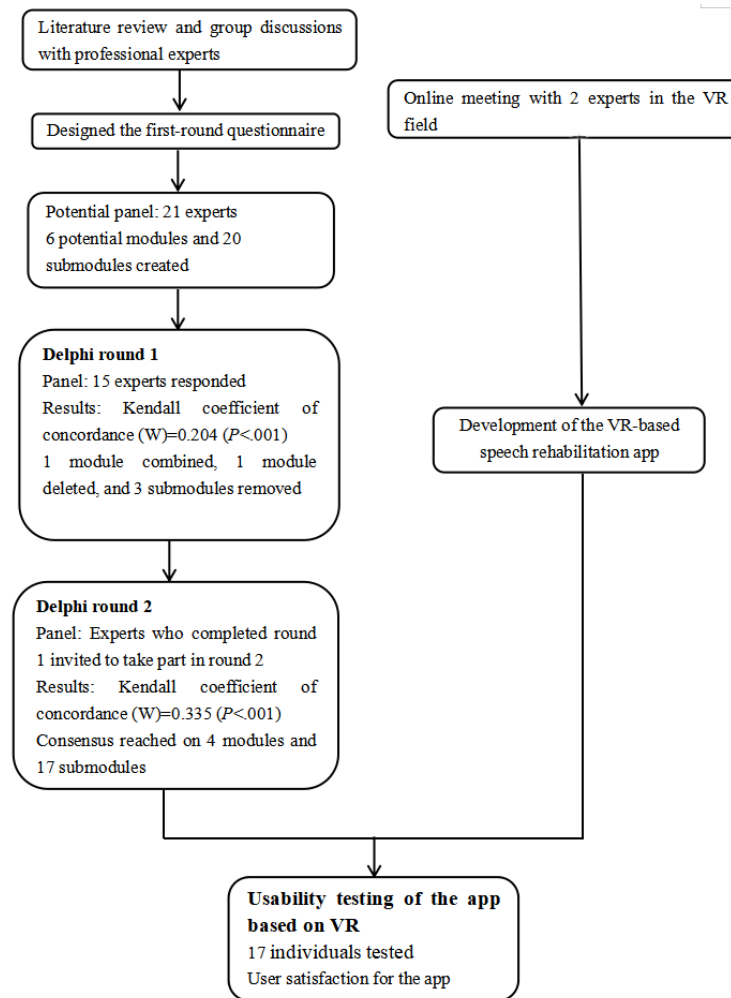 Literature review and group discussions
with professional experts
Designed the first-round questionnaire
Potential panel: 21 experts
6 potential modules and 20
submodules created
Delphi round 1
Panel: 15 experts responded
Results: Kendall coefficient of
concordance (W)=0.204 (P<.001)
1 module combined, 1 module
deleted, and 3 submodules removed
Delphi round 2
Panel: Experts who completed round
1 invited to take part in round 2
Results: Kendall coefficient of
concordance (W)=0.335 (P<.001)
Consensus reached on 4 modules and
17 submodules
Online meeting with 2 experts in the VR
field
Development of the VR-based
speech rehabilitation app
Usability testing of the app
based on VR
17 individuals tested
User satisfaction for the app